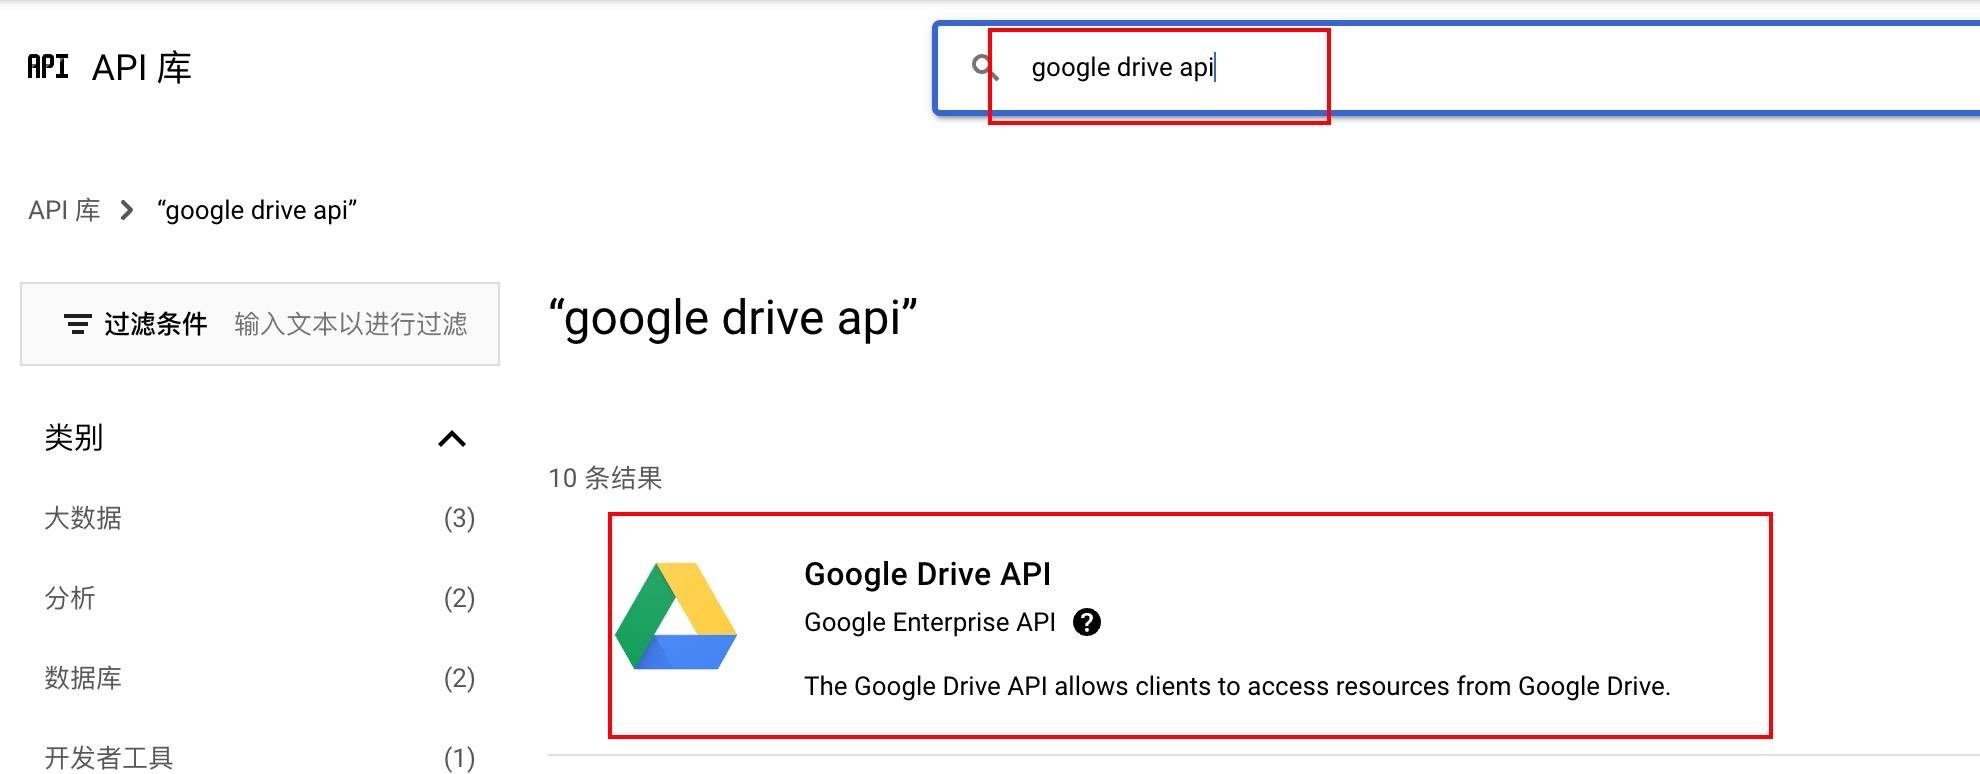 API API 库
google drive api
API 库 “google drive api”
过滤条件 输入文本以进行过滤
“google drive api”
类别
10 条结果
大数据 (3)
Google Drive API
分析 (2)
Google Enterprise API ?
数据库 (2)
The Google Drive API allows clients to access resources from Google Drive.
开发者工具 (1)